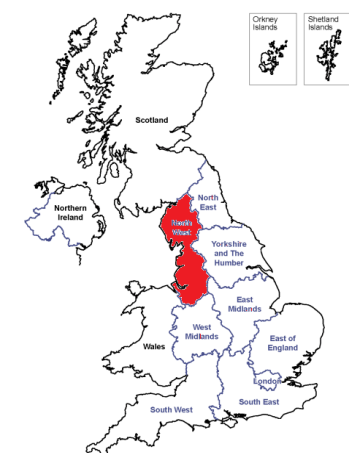 Orkney
Islands
Shetland
Islands
Scotland
North
East
Northern
Ireland
North
West
Yorkshire
and The
Humber
East
Midlands
West
Midlands
Wales
East of
England
London
South East
South West